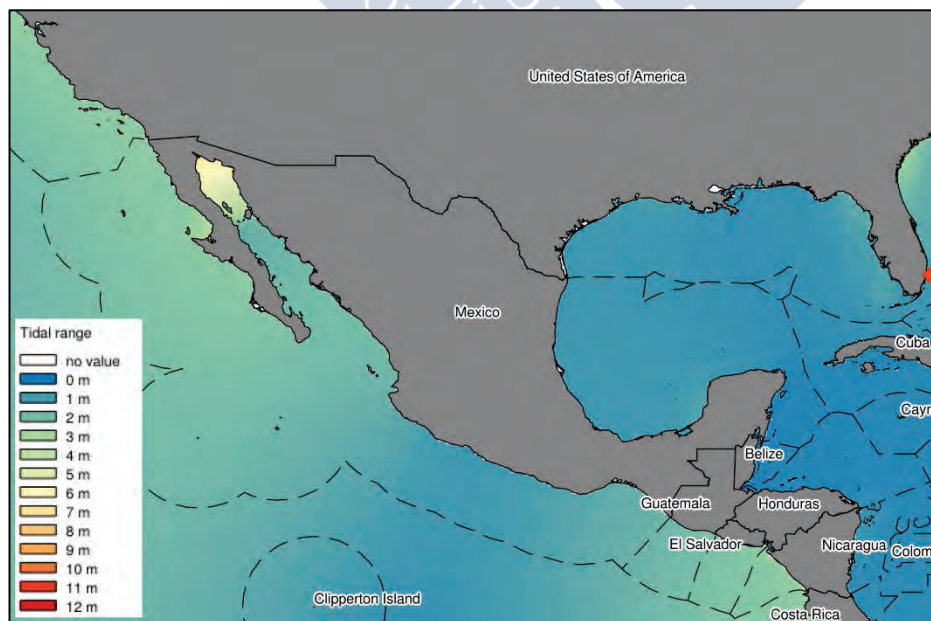 United States of America
Mexico
Cuba
Cayn
Belize
Guatemala
Honduras
El Salvador
Nicaragua
Colom
Clipperton Island
Costa Rica
Tidal range
no value
0 m
1 m
2 m
3 m
4 m
5 m
6 m
7 m
8 m
9 m
10 m
11 m
12 m